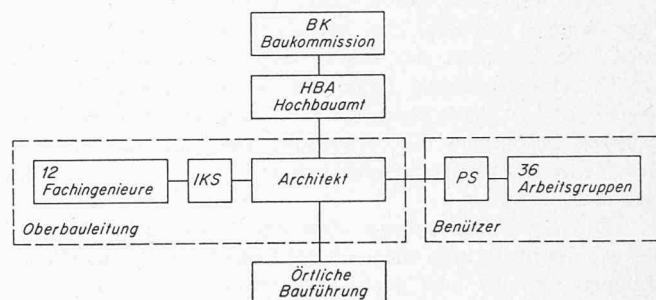 BK
Baukommission
HBA
Hochbauamt
12
Fachingenieure
IKS
Architekt
PS
36
Arbeitsgruppen
Oberbauleitung
Benützer
Örtliche
Bauführung